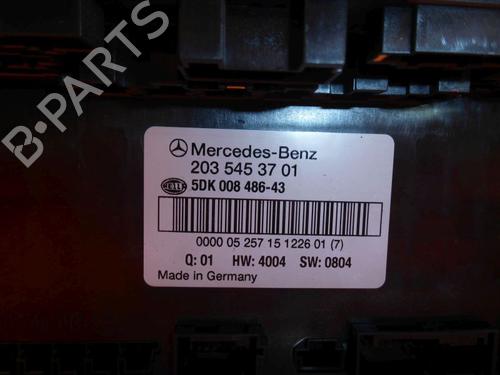 B-PARTS
Mercedes-Benz
203 545 37 01
HELLA 5DK 008 486-43
0000 05 257 15 1226 01 (7)
Q: 01 HW: 4004 SW: 0804
Made in Germany